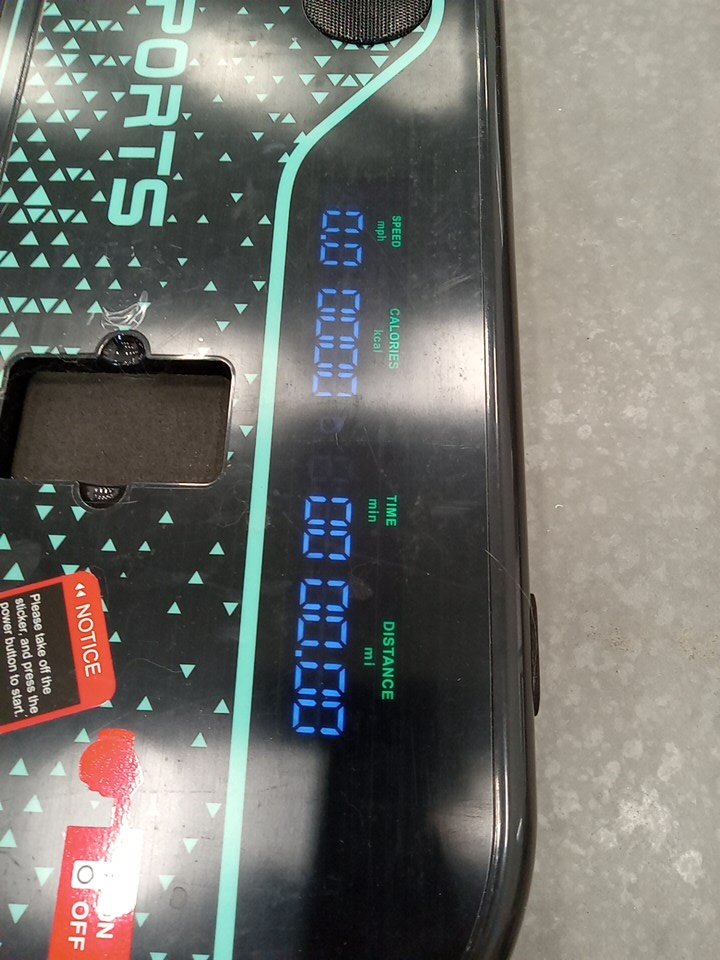 PORTS
SPEED
mph
0.0
CALORIES
kcal
000
TIME
min
00
DISTANCE
mi
00.00
NOTICE
Please take off the
sticker, and press the
power button to start.
ON
OFF